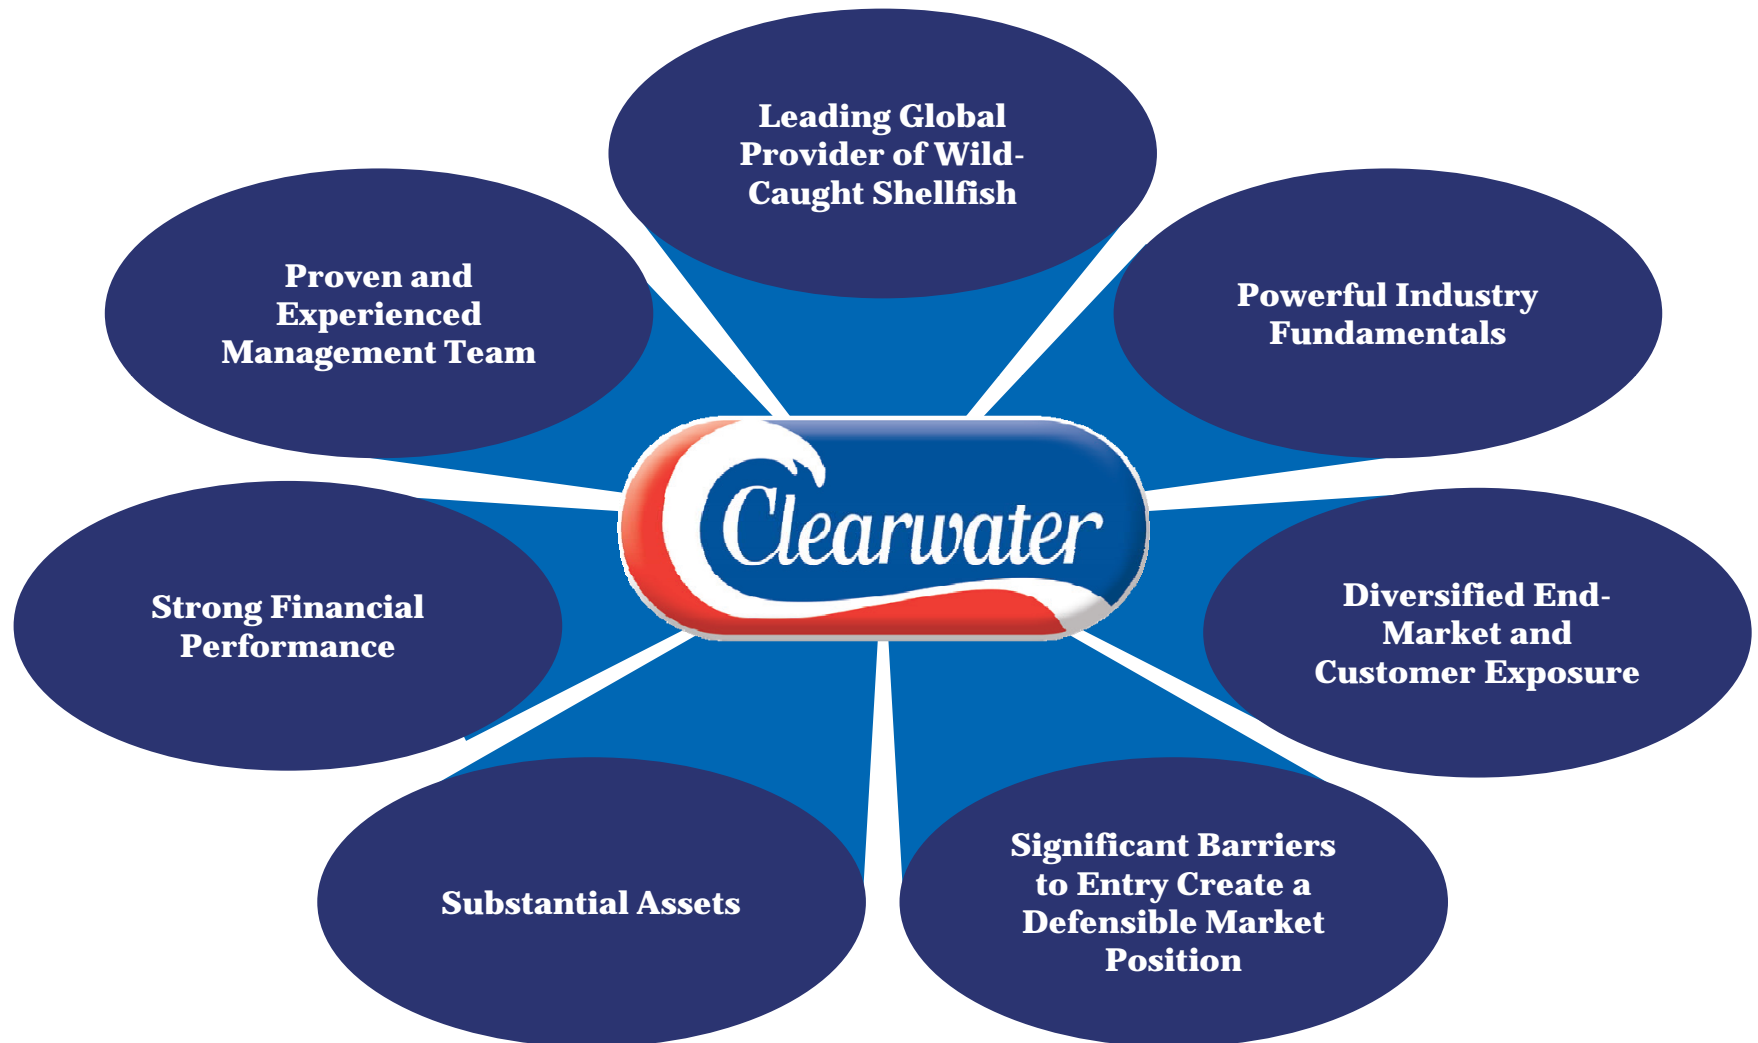 Leading Global
Provider of Wild-
Caught Shellfish
Proven and
Experienced
Management Team
Powerful Industry
Fundamentals
Clearwater
Strong Financial
Performance
Diversified End-
Market and
Customer Exposure
Substantial Assets
Significant Barriers
to Entry Create a
Defensible Market
Position